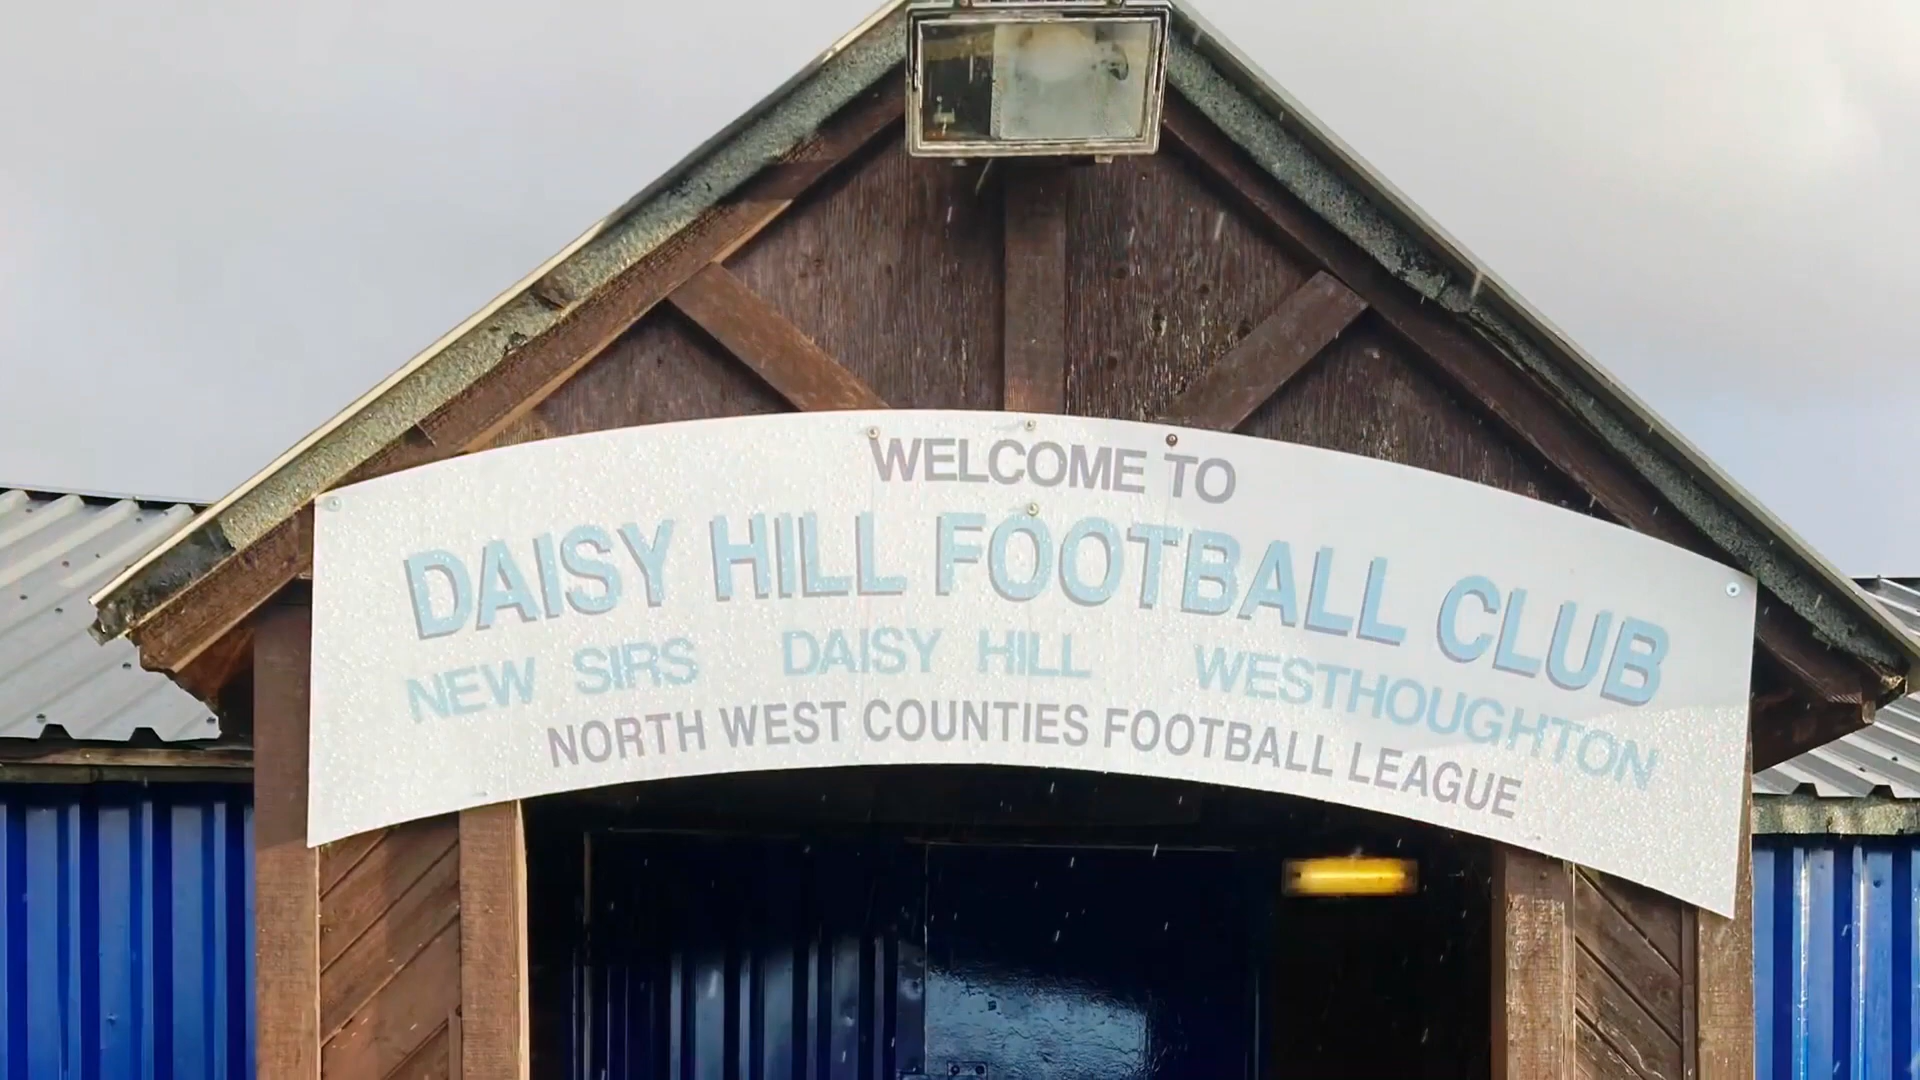 WELCOME TO
DAISY HILL FOOTBALL CLUB
NEW SIRS DAISY HILL WESTHOUGHTON
NORTH WEST COUNTIES FOOTBALL LEAGUE